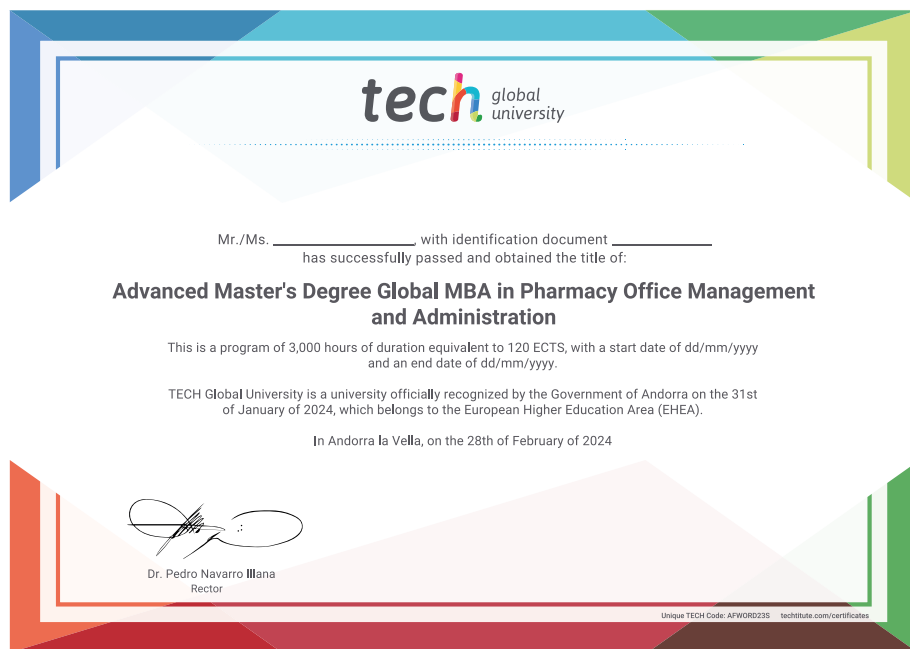 tech global university
Mr./Ms. ____________________, with identification document ______________
has successfully passed and obtained the title of:
Advanced Master's Degree Global MBA in Pharmacy Office Management
and Administration
This is a program of 3,000 hours of duration equivalent to 120 ECTS, with a start date of dd/mm/yyyy
and an end date of dd/mm/yyyy.
TECH Global University is a university officially recognized by the Government of Andorra on the 31st
of January of 2024, which belongs to the European Higher Education Area (EHEA).
In Andorra la Vella, on the 28th of February of 2024
Dr. Pedro Navarro Illana
Rector
Unique TECH Code: AFWORD23S techtitute.com/certificates